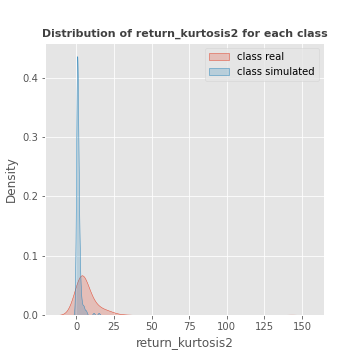 Distribution of return_kurtosis2 for each class
class real
class simulated
0.4
0.3
0.2
0.1
0.0
Density
0 25 50 75 100 125 150
return_kurtosis2